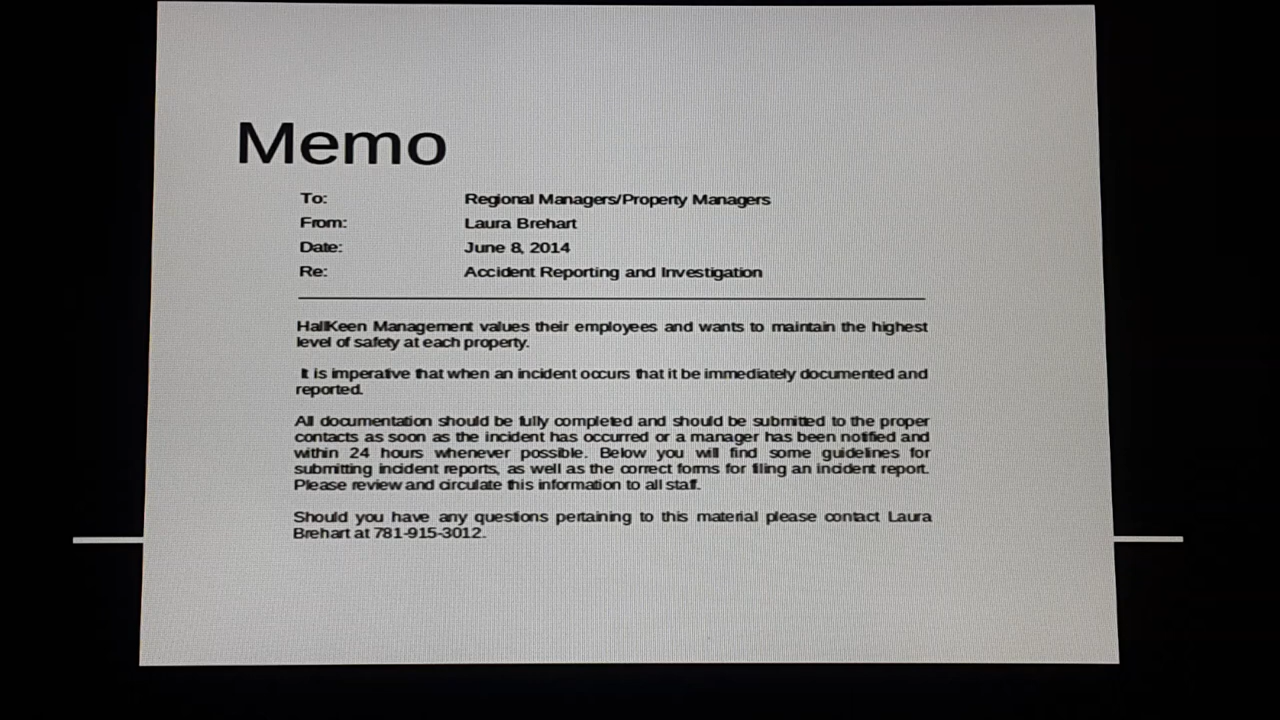 Memo
To: Regional Managers/Property Managers
From: Laura Brehart
Date: June 8, 2014
Re: Accident Reporting and Investigation
HallKeen Management values their employees and wants to maintain the highest
level of safety at each property.
It is imperative that when an incident occurs that it be immediately documented and
reported.
All documentation should be fully completed and should be submitted to the proper
contacts as soon as the incident has occurred or a manager has been notified and
within 24 hours whenever possible. Below you will find some guidelines for
submitting incident reports, as well as the correct forms for filing an incident report.
Please review and circulate this information to all staff.
Should you have any questions pertaining to this material please contact Laura
Brehart at 781-915-3012.